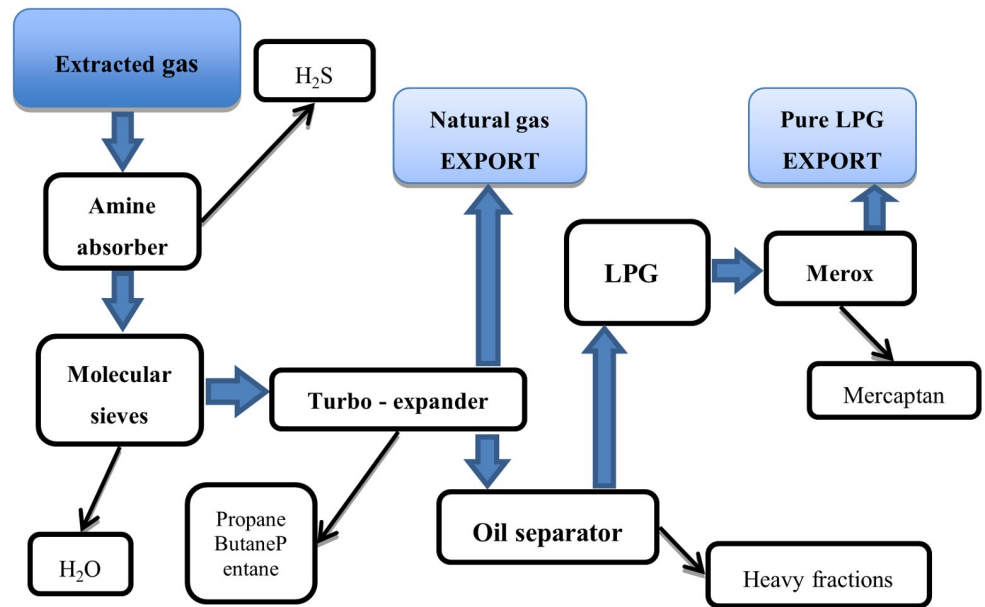 Extracted gas
H₂S
Natural gas
EXPORT
Pure LPG
EXPORT
Amine
absorber
LPG
Merox
Molecular
sieves
Turbo - expander
Mercaptan
Propane
ButaneP
entane
Oil separator
H₂O
Heavy fractions